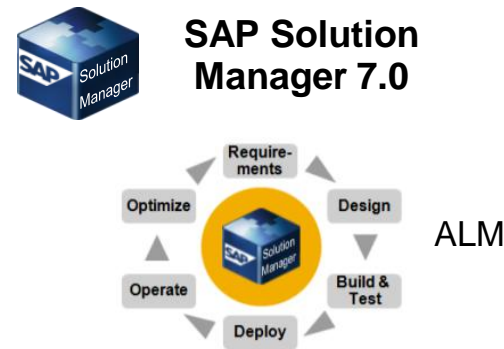 SAP Solution
Manager 7.0
SAP
Solution
Manager
Require-
ments
Optimize
Design
ALM
SAP
Solution
Manager
Operate
Build &
Test
Deploy